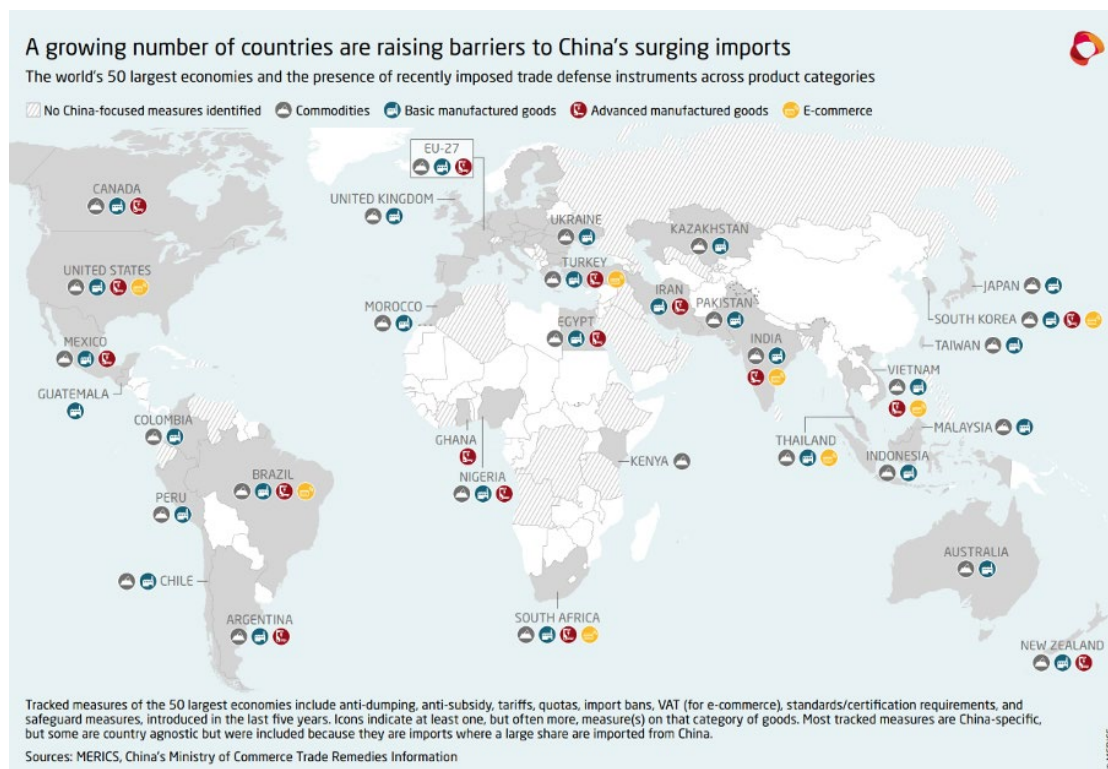 A growing number of countries are raising barriers to China's surging imports
The world's 50 largest economies and the presence of recently imposed trade defense instruments across product categories
No China-focused measures identified Commodities Basic manufactured goods Advanced manufactured goods E-commerce
EU-27
CANADA
UNITED KINGDOM
UKRAINE
KAZAKHSTAN
UNITED STATES
TURKEY
IRAN
JAPAN
MOROCCO
PAKISTAN
SOUTH KOREA
EGYPT
INDIA
TAIWAN
MEXICO
VIETNAM
GUATEMALA
COLOMBIA
MALAYSIA
GHANA
THAILAND
INDONESIA
KENYA
BRAZIL
NIGERIA
PERU
AUSTRALIA
CHILE
ARGENTINA
SOUTH AFRICA
NEW ZEALAND
Tracked measures of the 50 largest economies include anti-dumping, anti-subsidy, tariffs, quotas, import bans, VAT (for e-commerce), standards/certification requirements, and
safeguard measures, introduced in the last five years. Icons indicate at least one, but often more, measure(s) on that category of goods. Most tracked measures are China-specific,
but some are country agnostic but were included because they are imports where a large share are imported from China.
Sources: MERICS, China's Ministry of Commerce Trade Remedies Information